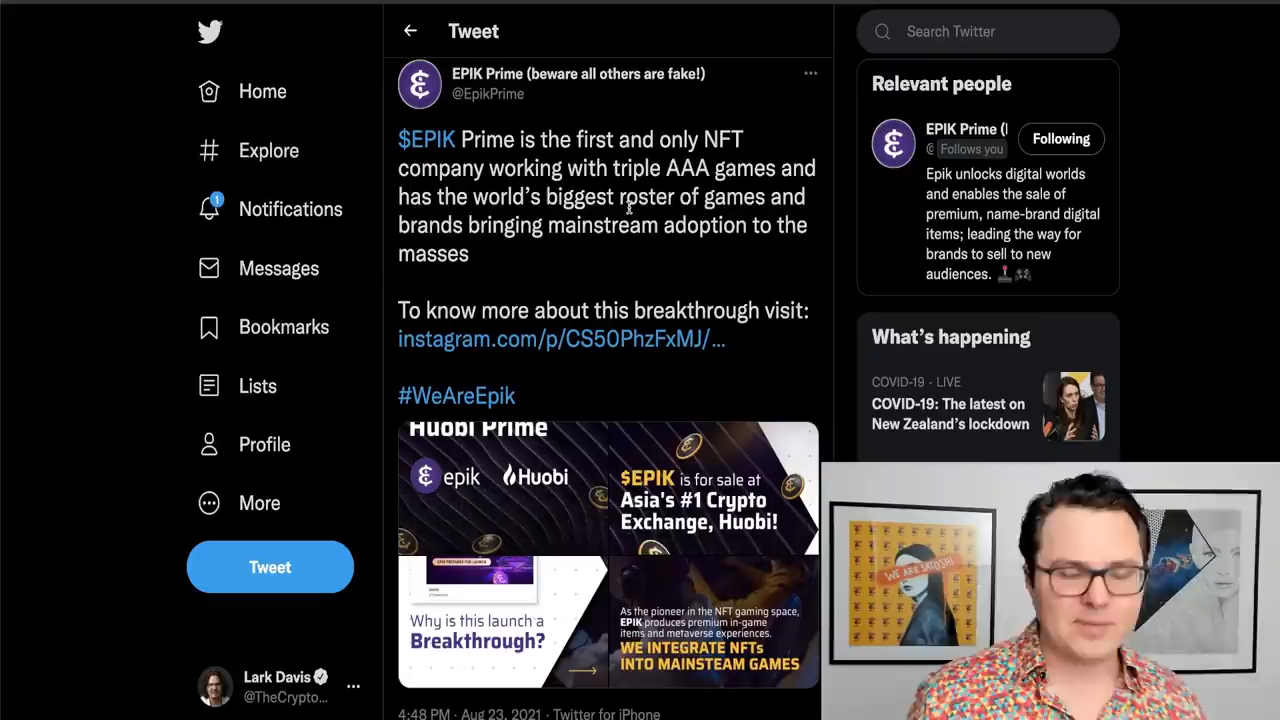 Home
Explore
1
Notifications
Messages
Bookmarks
Lists
Profile
More
Tweet
Lark Davis
@TheCrypto...
Tweet
EPIK Prime (beware all others are fake!)
@EpikPrime
$EPIK Prime is the first and only NFT
company working with triple AAA games and
has the world's biggest roster of games and
brands bringing mainstream adoption to the
masses
To know more about this breakthrough visit:
instagram.com/p/CS50PhzFxMJ/...
#WeAreEpik
Huobi Prime
epik Huobi
$EPIK is for sale at
Asia's #1 Crypto
Exchange, Huobi!
Why is this launch a
Breakthrough?
As the pioneer in the NFT gaming space,
EPIK produces premium in-game
items and metaverse experiences.
WE INTEGRATE NFTs
INTO MAINSTEAM GAMES
4:48 PM · Aug 23, 2021 · Twitter for iPhone
Search Twitter
Relevant people
EPIK Prime (
@ Follows you
Following
Epik unlocks digital worlds
and enables the sale of
premium, name-brand digital
items; leading the way for
brands to sell to new
audiences.
What's happening
COVID-19 · LIVE
COVID-19: The latest on
New Zealand's lockdown
WE ARE SATOSHI